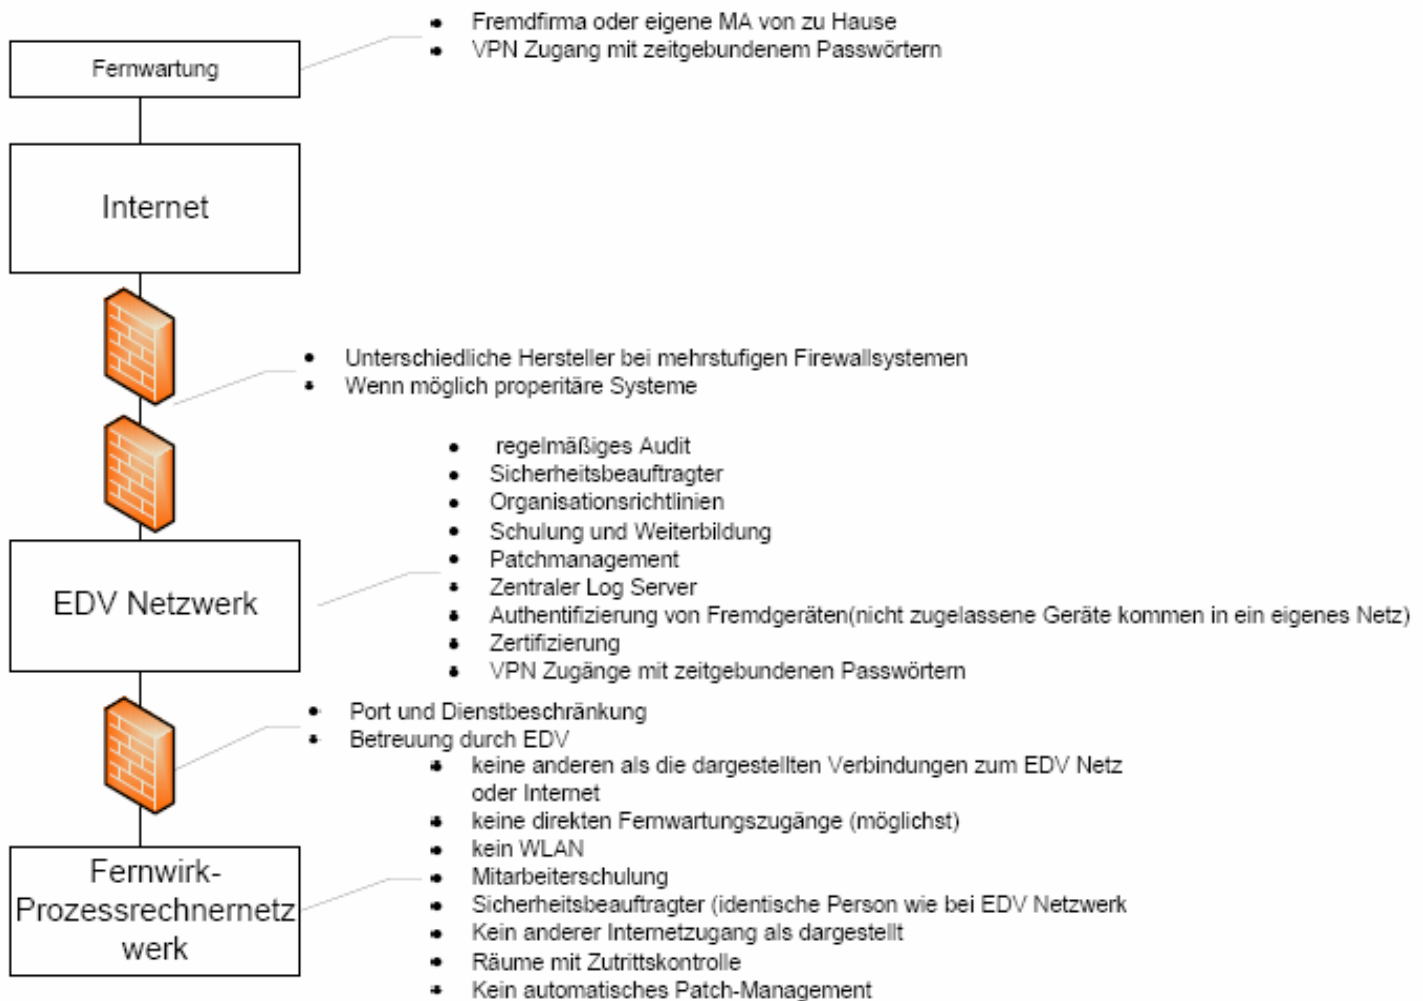 Fremdfirma oder eigene MA von zu Hause
VPN Zugang mit zeitgebundenem Passwörtern
Fernwartung
Internet
Unterschiedliche Hersteller bei mehrstufigen Firewallsystemen
Wenn möglich properitäre Systeme
regelmäßiges Audit
Sicherheitsbeauftragter
Organisationsrichtlinien
Schulung und Weiterbildung
Patchmanagement
Zentraler Log Server
Authentifizierung von Fremdgeräten(nicht zugelassene Geräte kommen in ein eigenes Netz)
Zertifizierung
VPN Zugänge mit zeitgebundenen Passwörtern
EDV Netzwerk
Port und Dienstbeschränkung
Betreuung durch EDV
keine anderen als die dargestellten Verbindungen zum EDV Netz
oder Internet
keine direkten Fernwartungszugänge (möglichst)
kein WLAN
Mitarbeiterschulung
Sicherheitsbeauftragter (identische Person wie bei EDV Netzwerk
Kein anderer Internetzugang als dargestellt
Räume mit Zutrittskontrolle
Kein automatisches Patch-Management
Fernwirk-
Prozessrechnernetz
werk